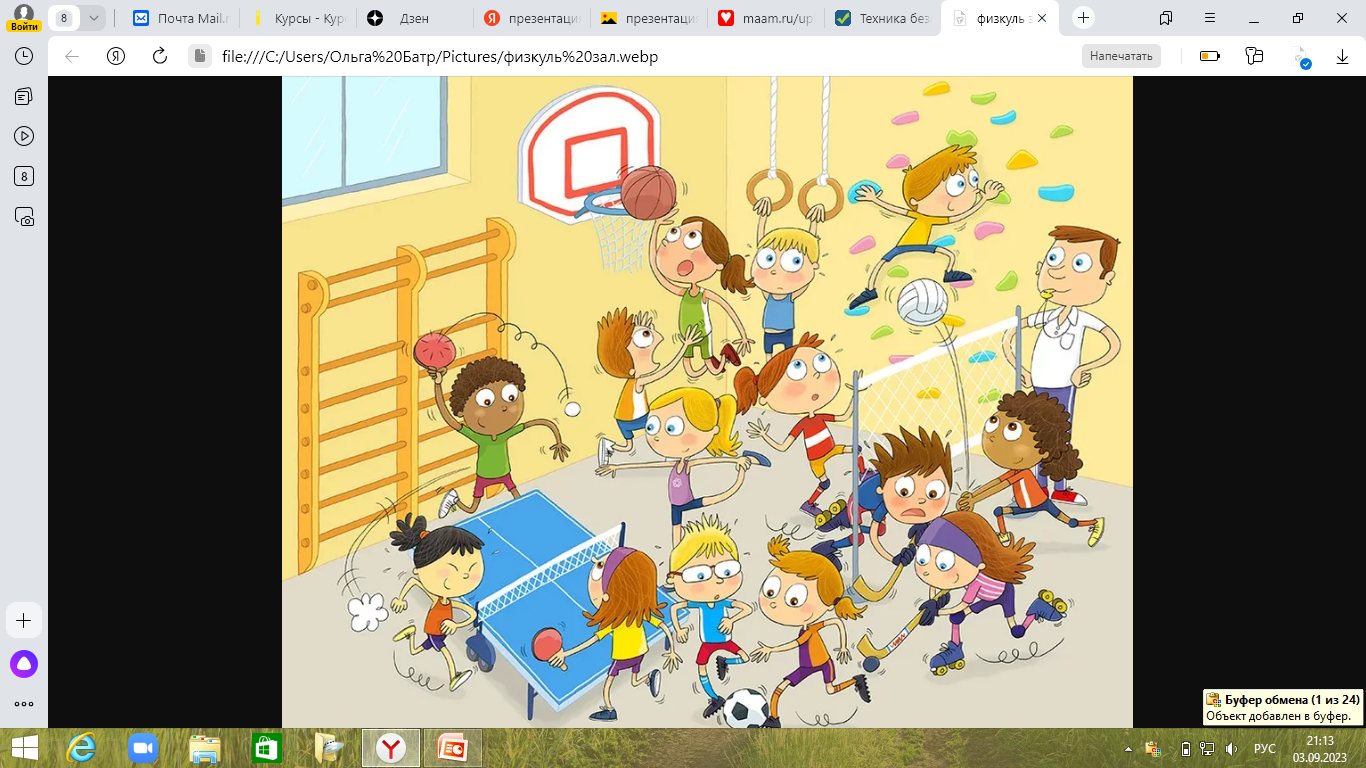 8
Почта Mail.r
Курсы - Кур
Дзен
презентаци
презентаци
maam.ru/up
Техника без
физкуль з
Войти
file:///C:/Users/Ольга%20Батр/Pictures/физкуль%20зал.webp
Напечатать
8
Буфер обмена (1 из 24)
Объект добавлен в буфер.
РУС
21:13
03.09.2023